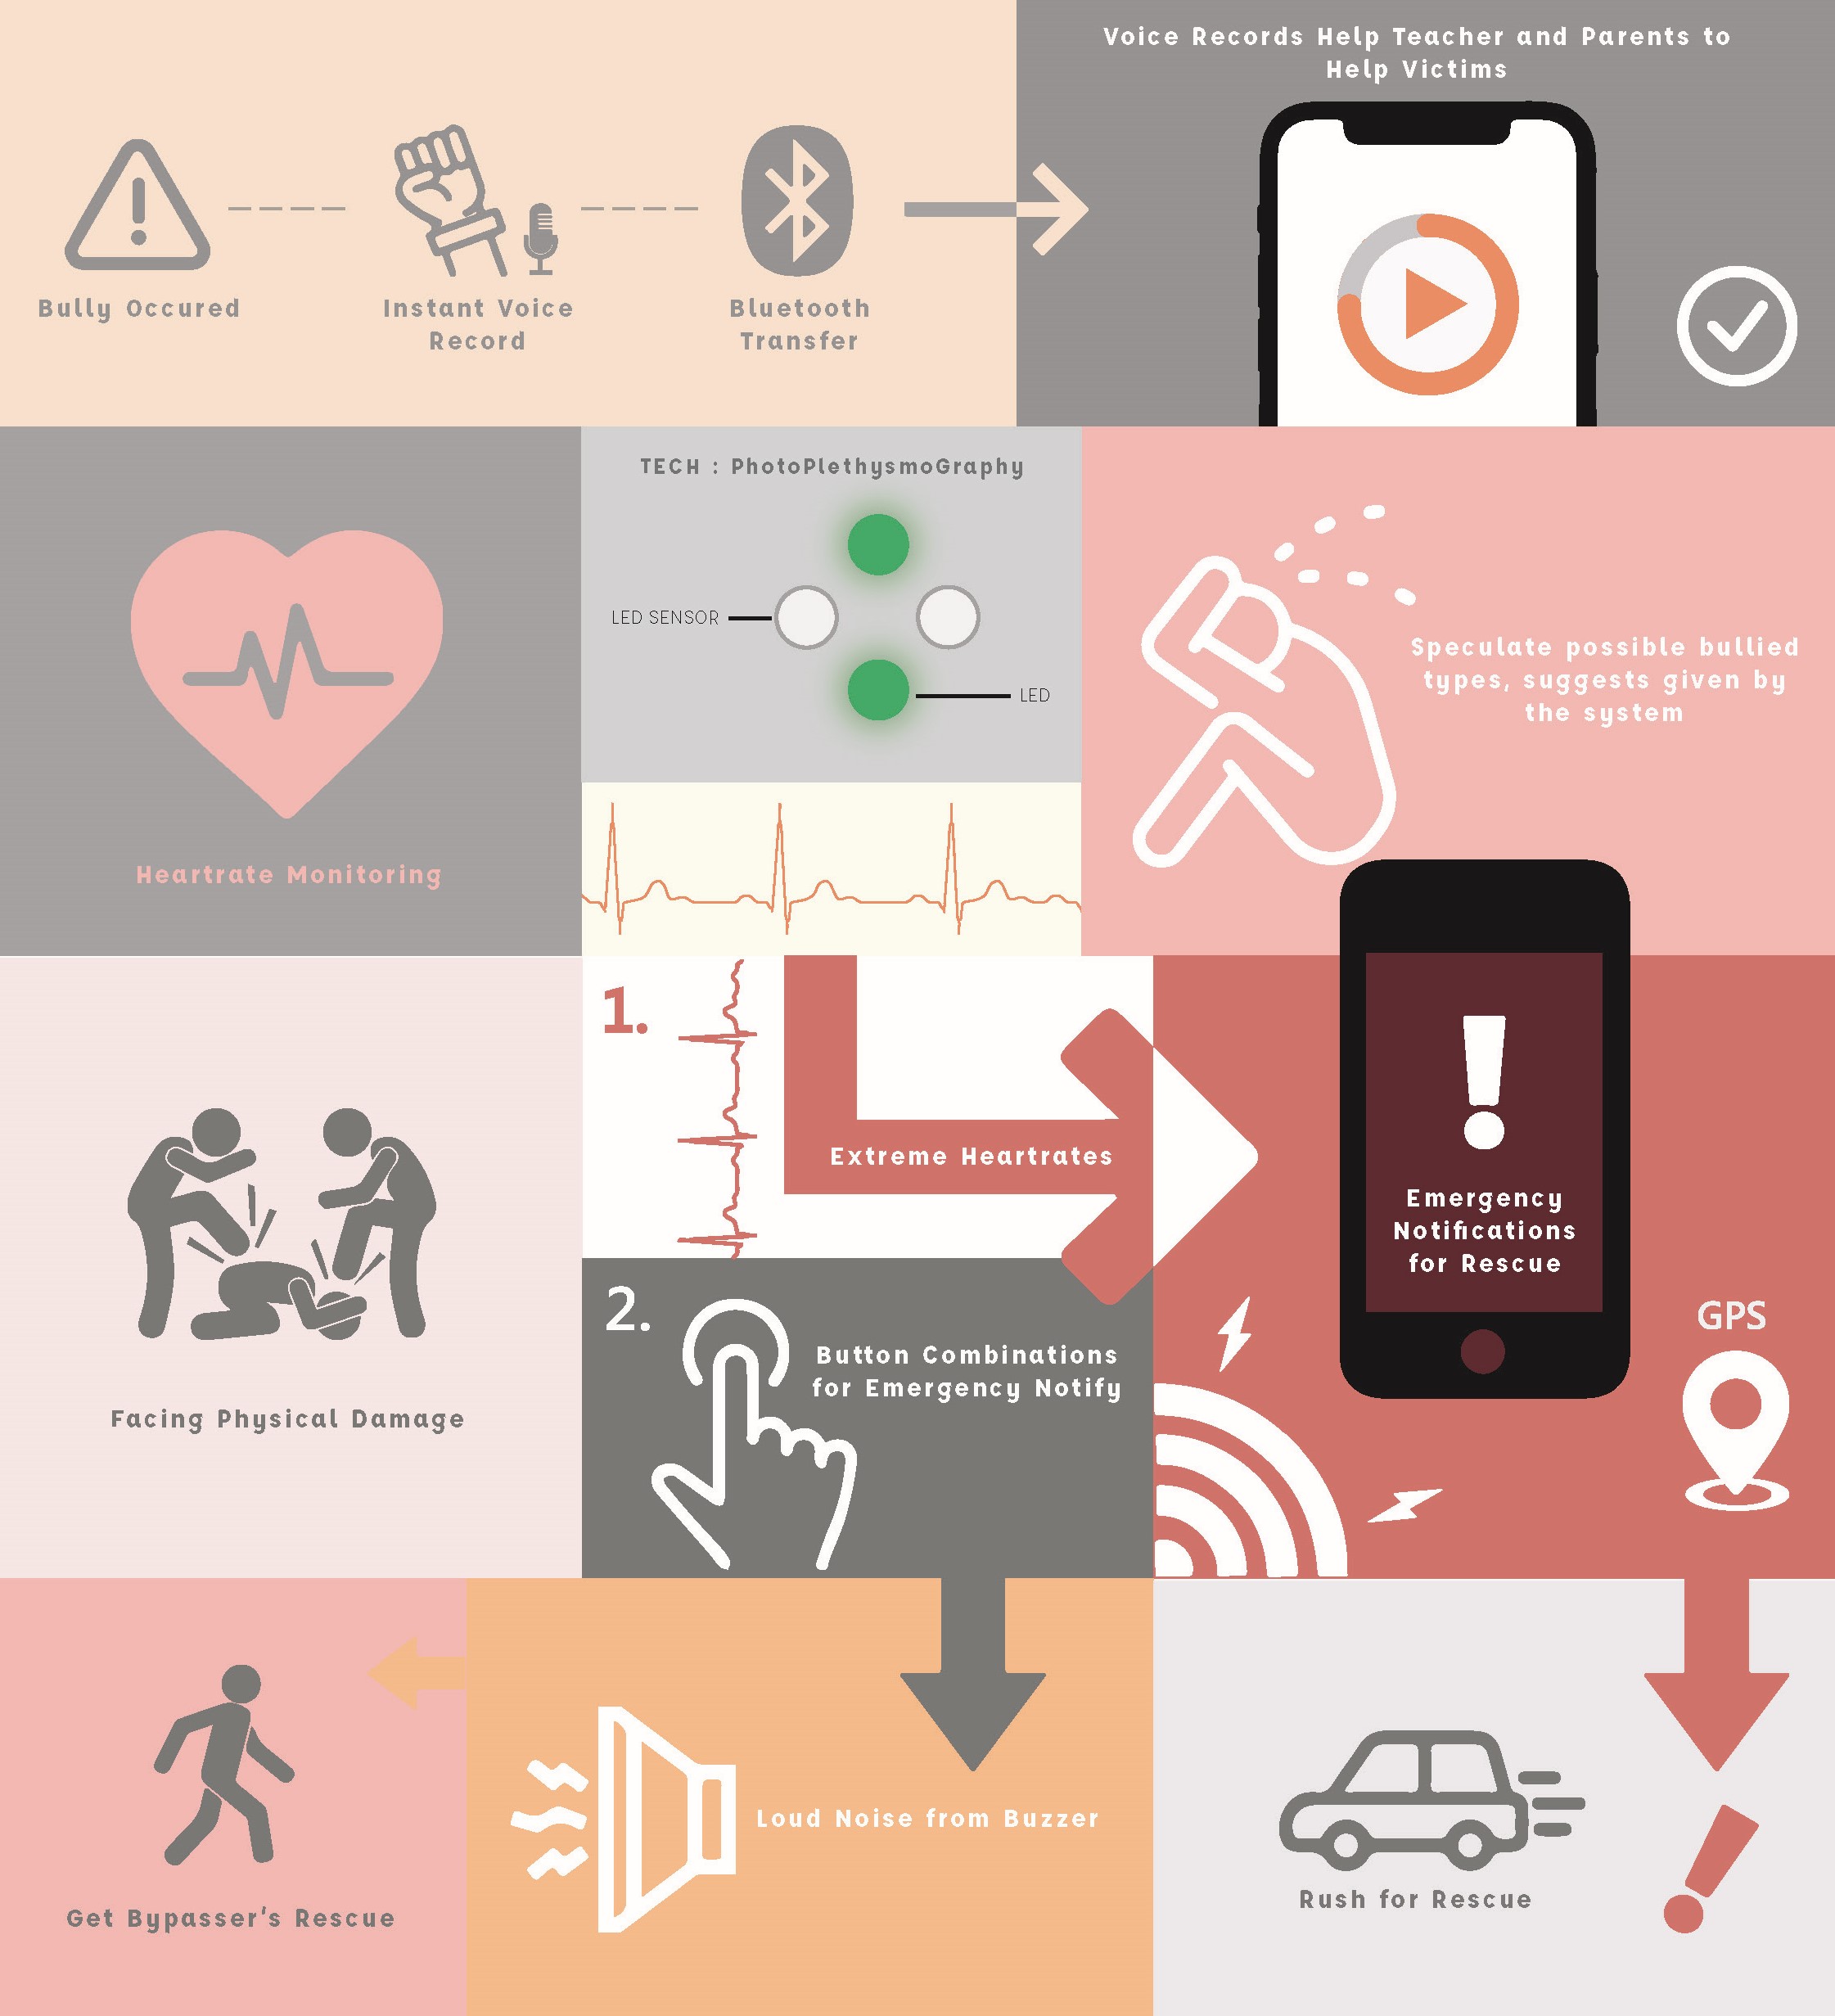 Voice Records Help Teacher and Parents to
Help Victims
Bully Occured
Instant Voice
Record
Bluetooth
Transfer
TECH : PhotoPlethysmoGraphy
LED SENSOR
LED
Heartrate Monitoring
Speculate possible bullied
types, suggests given by
the system
1.
Extreme Heartrates
Emergency
Notifications
for Rescue
GPS
Facing Physical Damage
2.
Button Combinations
for Emergency Notify
Get Bypasser's Rescue
Loud Noise from Buzzer
Rush for Rescue